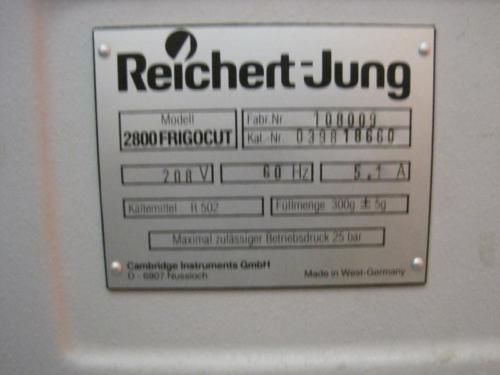 Reichert-Jung
Modell
2800 FRIGOCUT
Fabr.Nr 108009
Kat.-Nr. 039818660
208 V 60 Hz 5.1 A
Kältemittel R 502 Füllmenge 300g ± 5g
Maximal zulässiger Betriebsdruck 25 bar
Cambridge Instruments GmbH
D - 6907 Nussloch Made in West-Germany